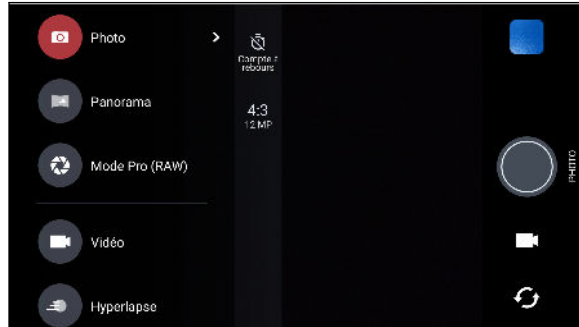 Photo
Panorama
Mode Pro (RAW)
Vidéo
Hyperlapse
Compte à
rebours
4:3
12 MP
PHOTO